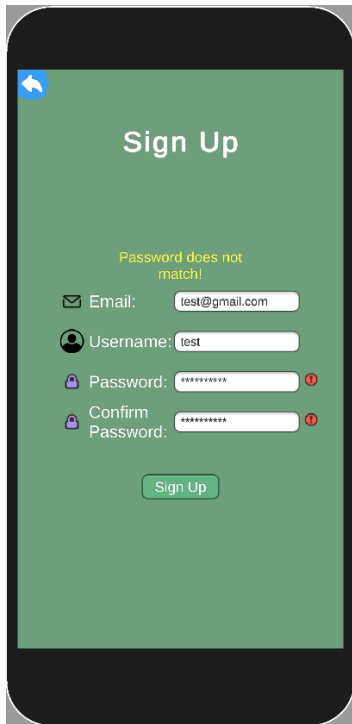 Sign Up
Password does not
match!
Email: test@gmail.com
Username: test
Password: **********
Confirm
Password: **********
Sign Up